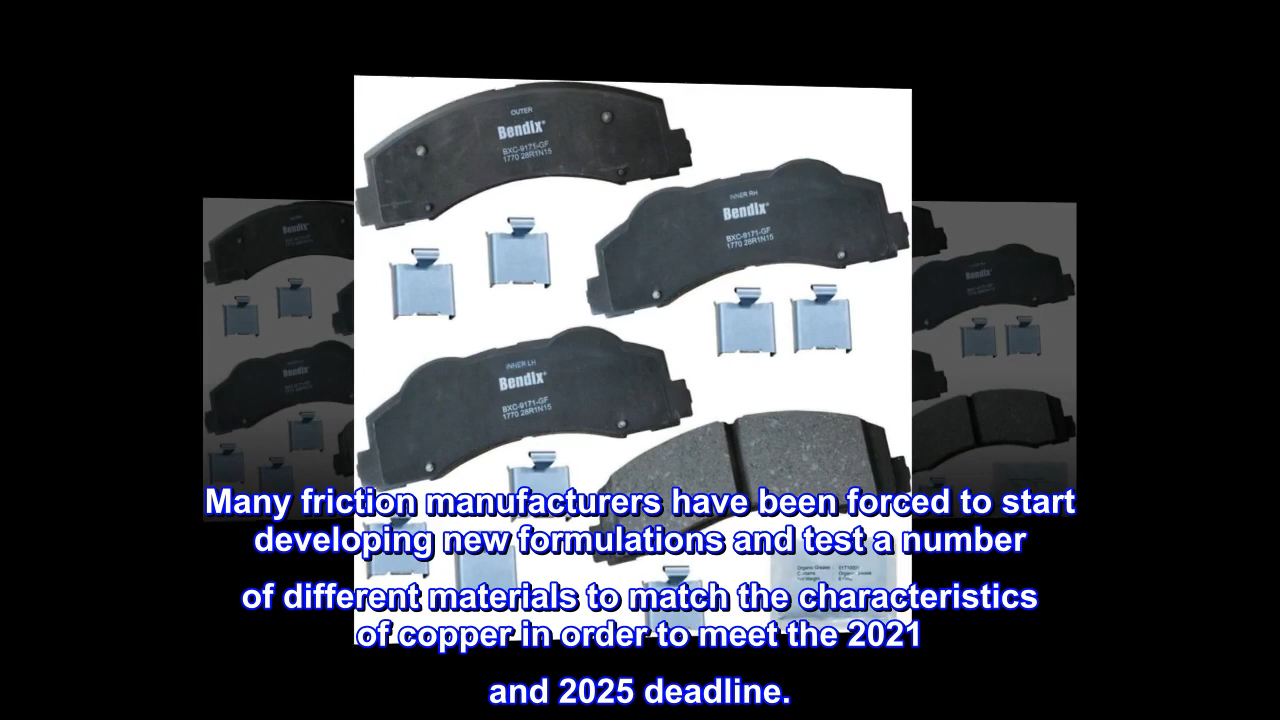 OUTER
Bendix
BXC-9171-GF
1770 28R1N15
INNER RH
Bendix
BXC-9171-GF
1770 28R1N15
INNER LH
Bendix
BXC-9171-GF
1770 28R1N15
Many friction manufacturers have been forced to start
developing new formulations and test a number
of different materials to match the characteristics
of copper in order to meet the 2021
and 2025 deadline.